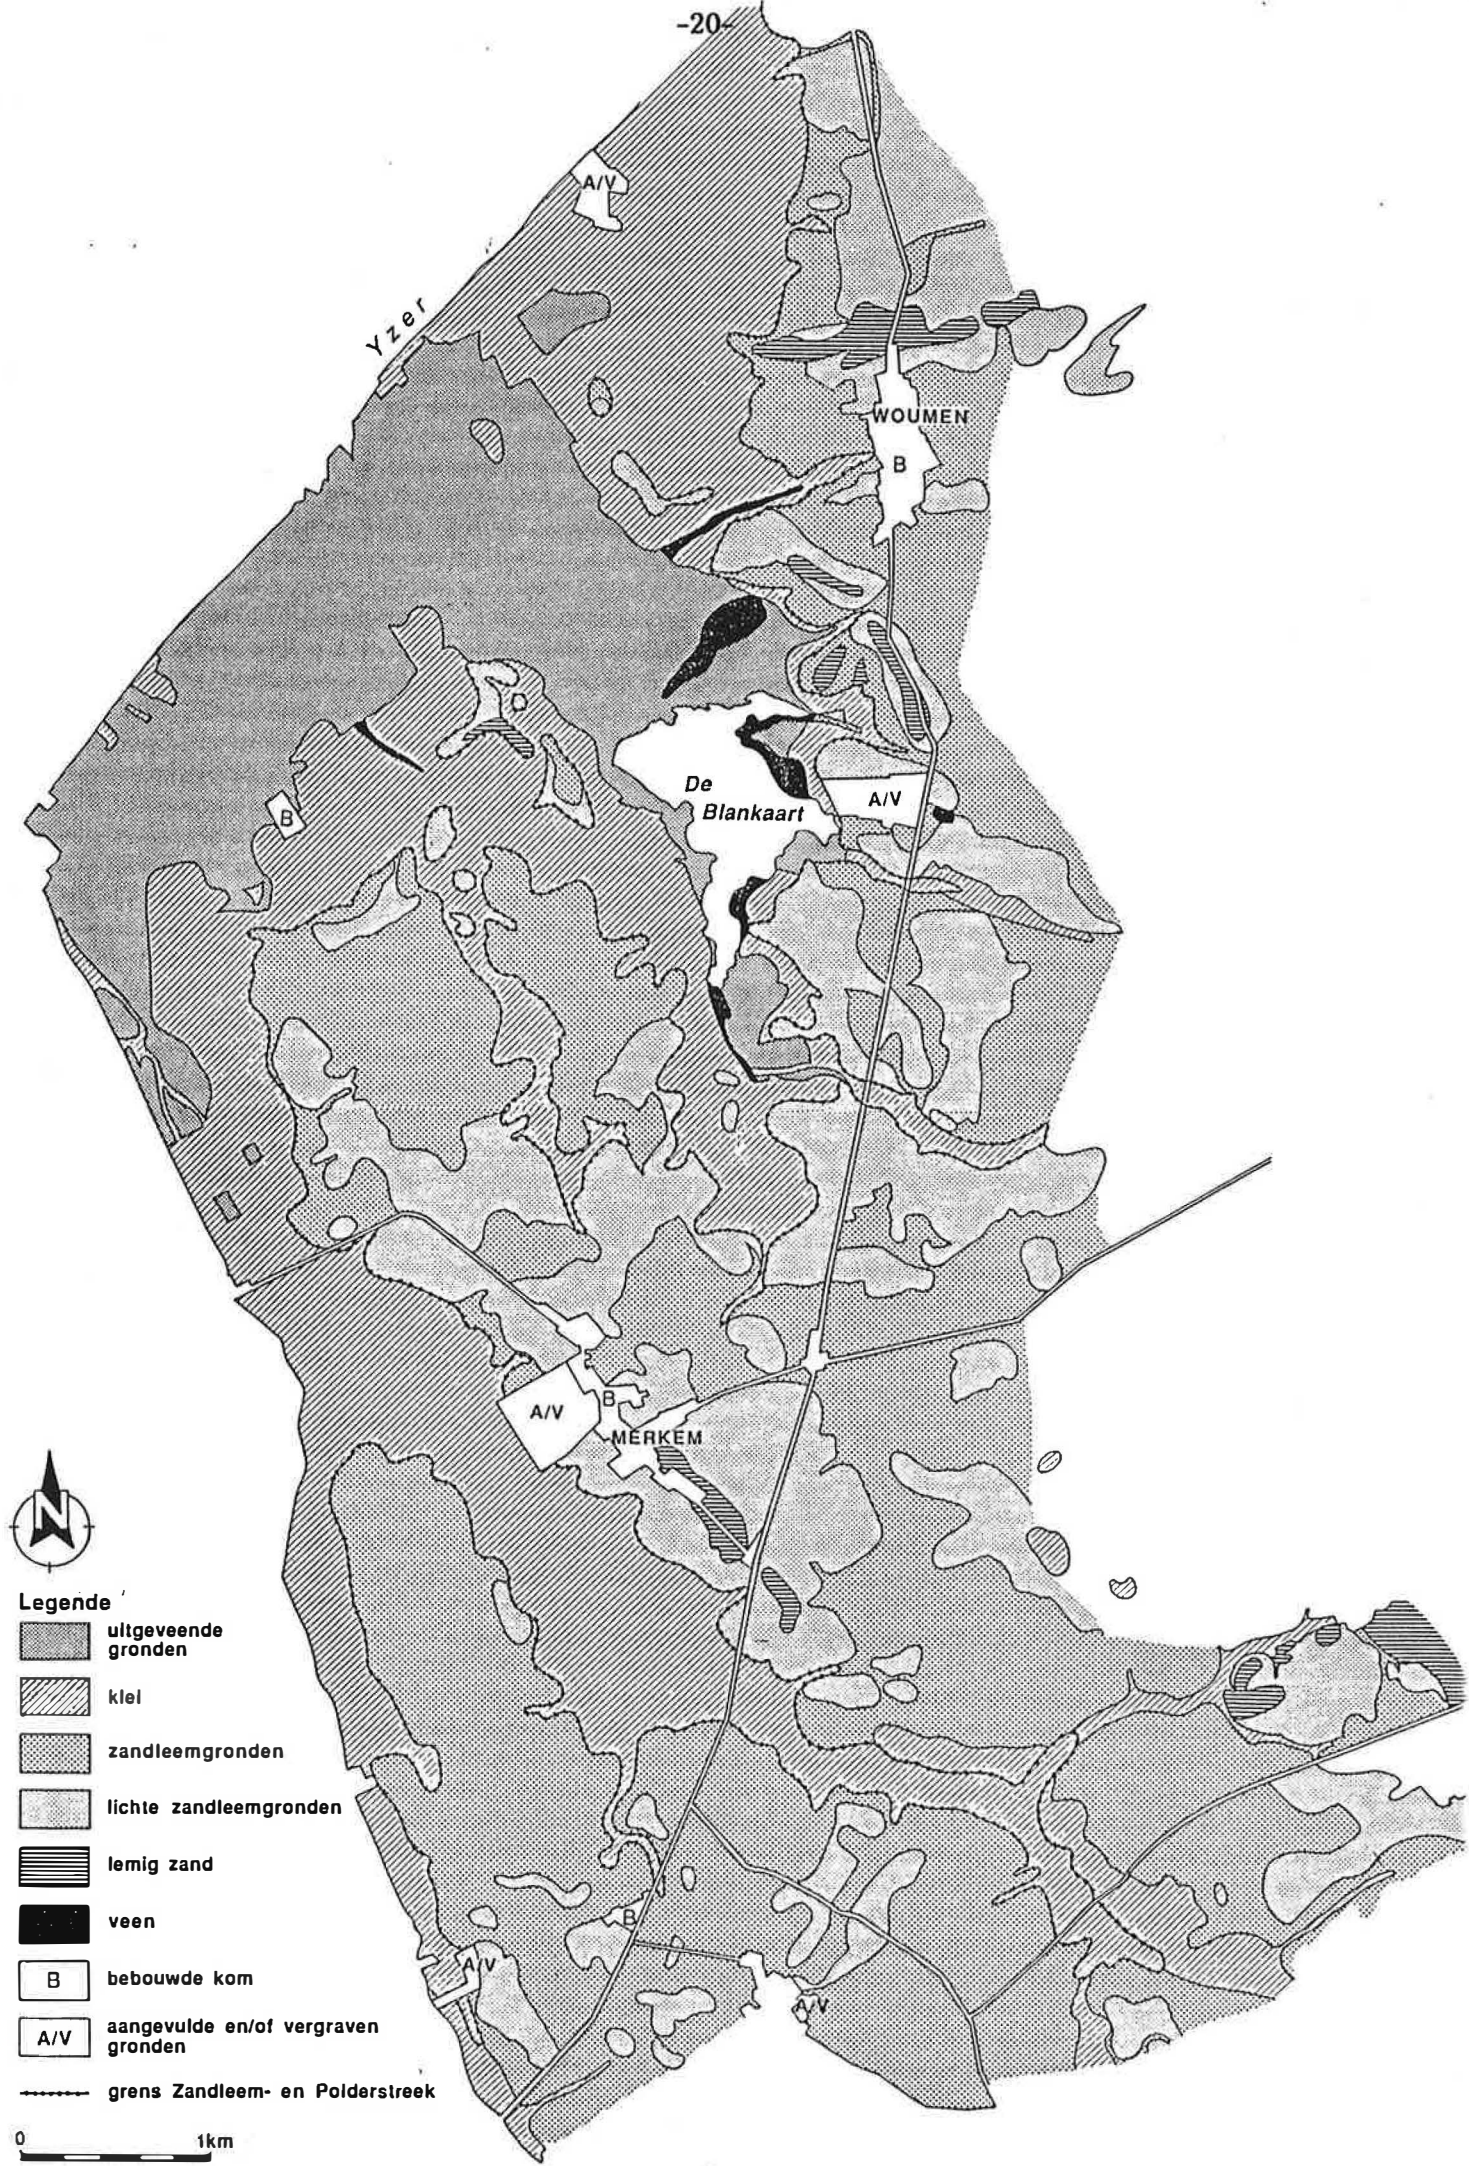 -20-
A/V
Yzer
WOUMEN
B
De
Blankaart
A/V
B
A/V
B
MERKEM
N
Legende
uitgeveende
gronden
klei
zandleemgronden
lichte zandleemgronden
lemig zand
veen
B bebouwde kom
A/V aangevulde en/of vergraven
gronden
grens Zandleem- en Polderstreek
0 1km
B
A/V
A/V